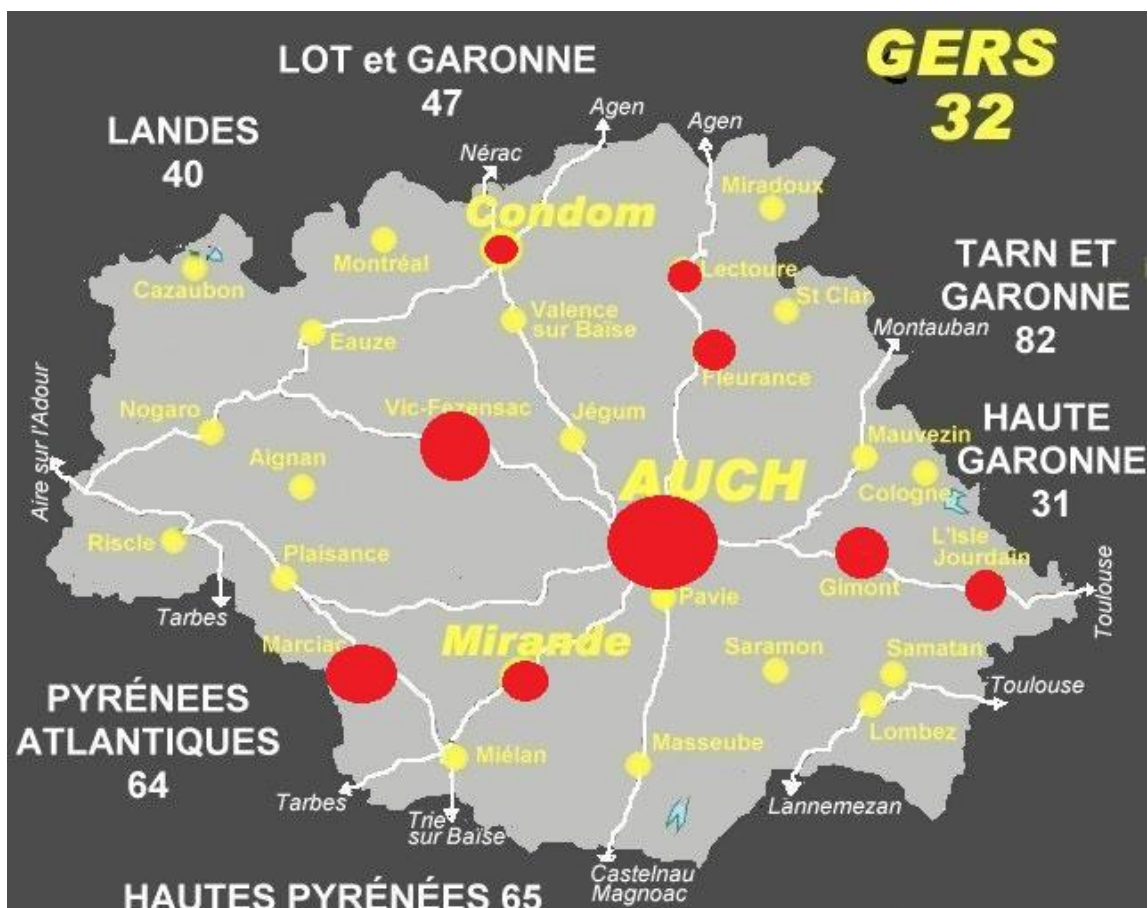 GERS
32
LOT et GARONNE
47
LANDES
40
Agen
Agen
Nérac
Miradoux
Condom
Montréal
Lectoure
TARN ET
GARONNE
82
Cazaubon
St Clar
Valence
sur Baïse
Montauban
Eauze
Fleurance
Nogaro
Vic-Fezensac
Jégum
HAUTE
GARONNE
31
Aire sur l'Adour
Aignan
Mauvezin
AUCH
Cologne
Riscle
Plaisance
L'Isle
Jourdain
Gimont
Toulouse
Pavie
Tarbes
Marciac
Mirande
Saramon
Samatan
Toulouse
PYRÉNEES
ATLANTIQUES
64
Lombez
Miélan
Masseube
Tarbes
Trie
sur Baïse
Lannemezan
Castelnau
Magnoac
HAUTES PYRÉNÉES 65